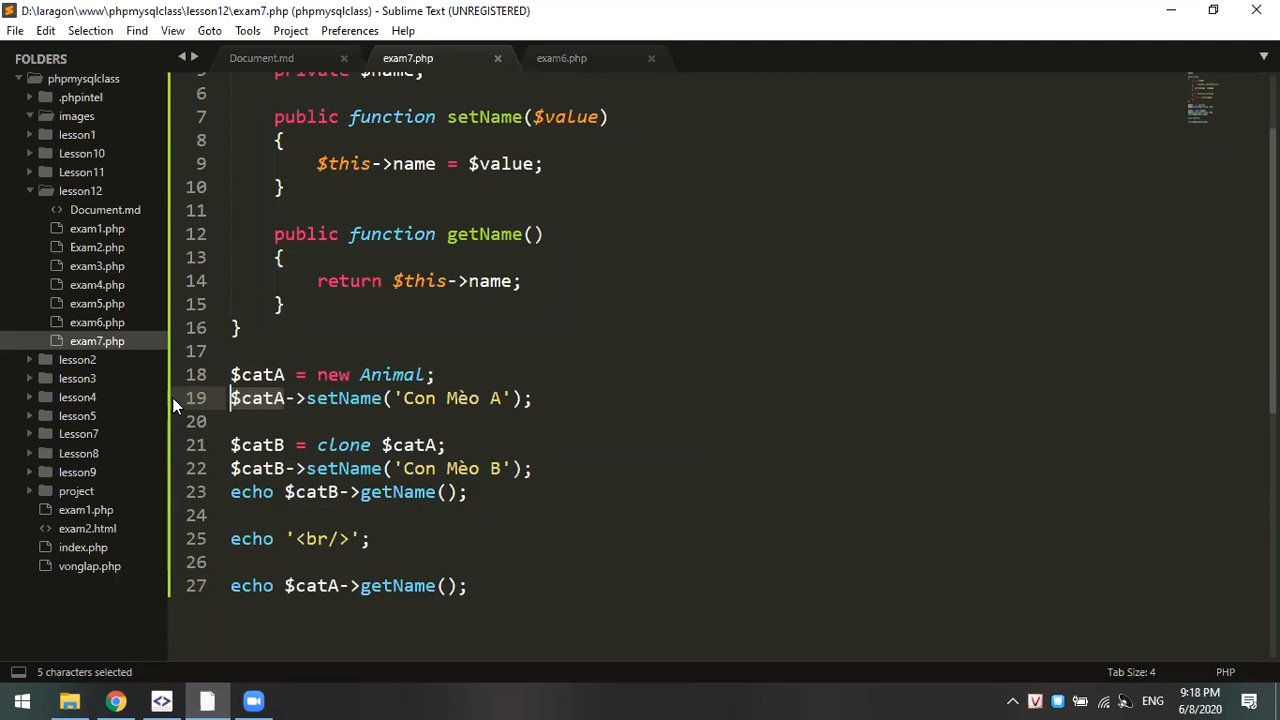 D:\laragon\www\phpmysqlclass\lesson12\exam7.php (phpmysqlclass) - Sublime Text (UNREGISTERED)
File Edit Selection Find View Goto Tools Project Preferences Help
FOLDERS
phpmysqlclass
.phpintel
images
lesson1
Lesson10
Lesson11
lesson12
Document.md
exam1.php
Exam2.php
exam3.php
exam4.php
exam5.php
exam6.php
exam7.php
lesson2
lesson3
lesson4
lesson5
Lesson7
Lesson8
lesson9
project
exam1.php
exam2.html
index.php
vonglap.php
Document.md exam7.php exam6.php
5 private $name;
6
7 public function setName($value)
8 {
9 $this->name = $value;
10 }
11
12 public function getName()
13 {
14 return $this->name;
15 }
16 }
17
18 $catA = new Animal;
19 $catA->setName('Con Mèo A');
20
21 $catB = clone $catA;
22 $catB->setName('Con Mèo B');
23 echo $catB->getName();
24
25 echo '<br/>';
26
27 echo $catA->getName();
5 characters selected
Tab Size: 4 PHP
ENG
9:18 PM
6/8/2020